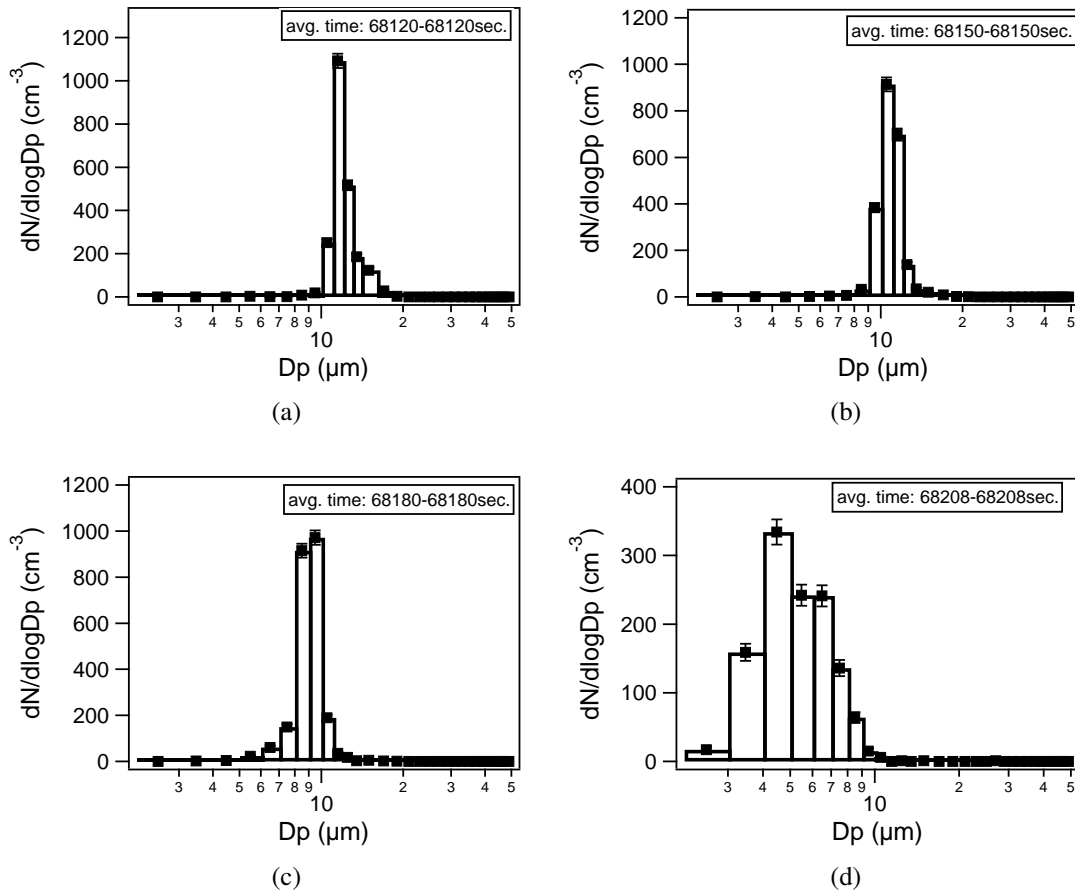 avg. time: 68120-68120sec.
1200
1000
800
600
400
200
0
dN/dlogDp (cm⁻³)
3 4 5 6 7 8 9 10 2 3 4 5
Dp (µm)
(a)
avg. time: 68150-68150sec.
1200
1000
800
600
400
200
0
dN/dlogDp (cm⁻³)
3 4 5 6 7 8 9 10 2 3 4 5
Dp (µm)
(b)
avg. time: 68180-68180sec.
1200
1000
800
600
400
200
0
dN/dlogDp (cm⁻³)
3 4 5 6 7 8 9 10 2 3 4 5
Dp (µm)
(c)
avg. time: 68208-68208sec.
400
300
200
100
0
dN/dlogDp (cm⁻³)
3 4 5 6 7 8 9 10 2 3 4 5
Dp (µm)
(d)